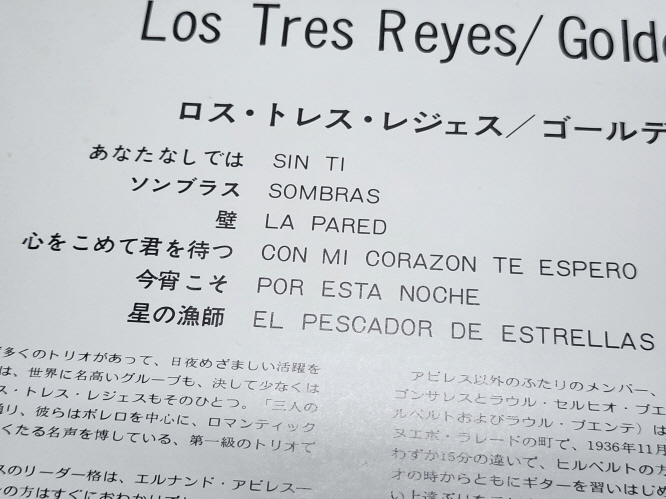 Los Tres Reyes/ Golde
ロス・トレス・レジェス／ゴールデ
あなたなしでは SIN TI
ソンブラス SOMBRAS
壁 LA PARED
心をこめて君を待つ CON MI CORAZON TE ESPERO
今宵こそ POR ESTA NOCHE
星の漁師 EL PESCADOR DE ESTRELLAS
多くのトリオがあって、日夜めざましい活躍を
は、世界に名高いグループも、決して少なくは
ス・トレス・レジェスもそのひとつ。「三人の
通り、彼らはボレロを中心に、ロマンティック
くたる名声を博している、第一級のトリオで
スのリーダー格は、エルナンド・アビレス―
アビレス以外のふたりのメンバー、
ゴンサレスとラウル・セルヒオ・ブエ
ルベルトおよびラウル・ブエンテ）は
ヌエボ・ラレードの町で、1936年11月
わずか15分の違いで、ヒルベルトの方
オの時からともにギターを習いはじめ